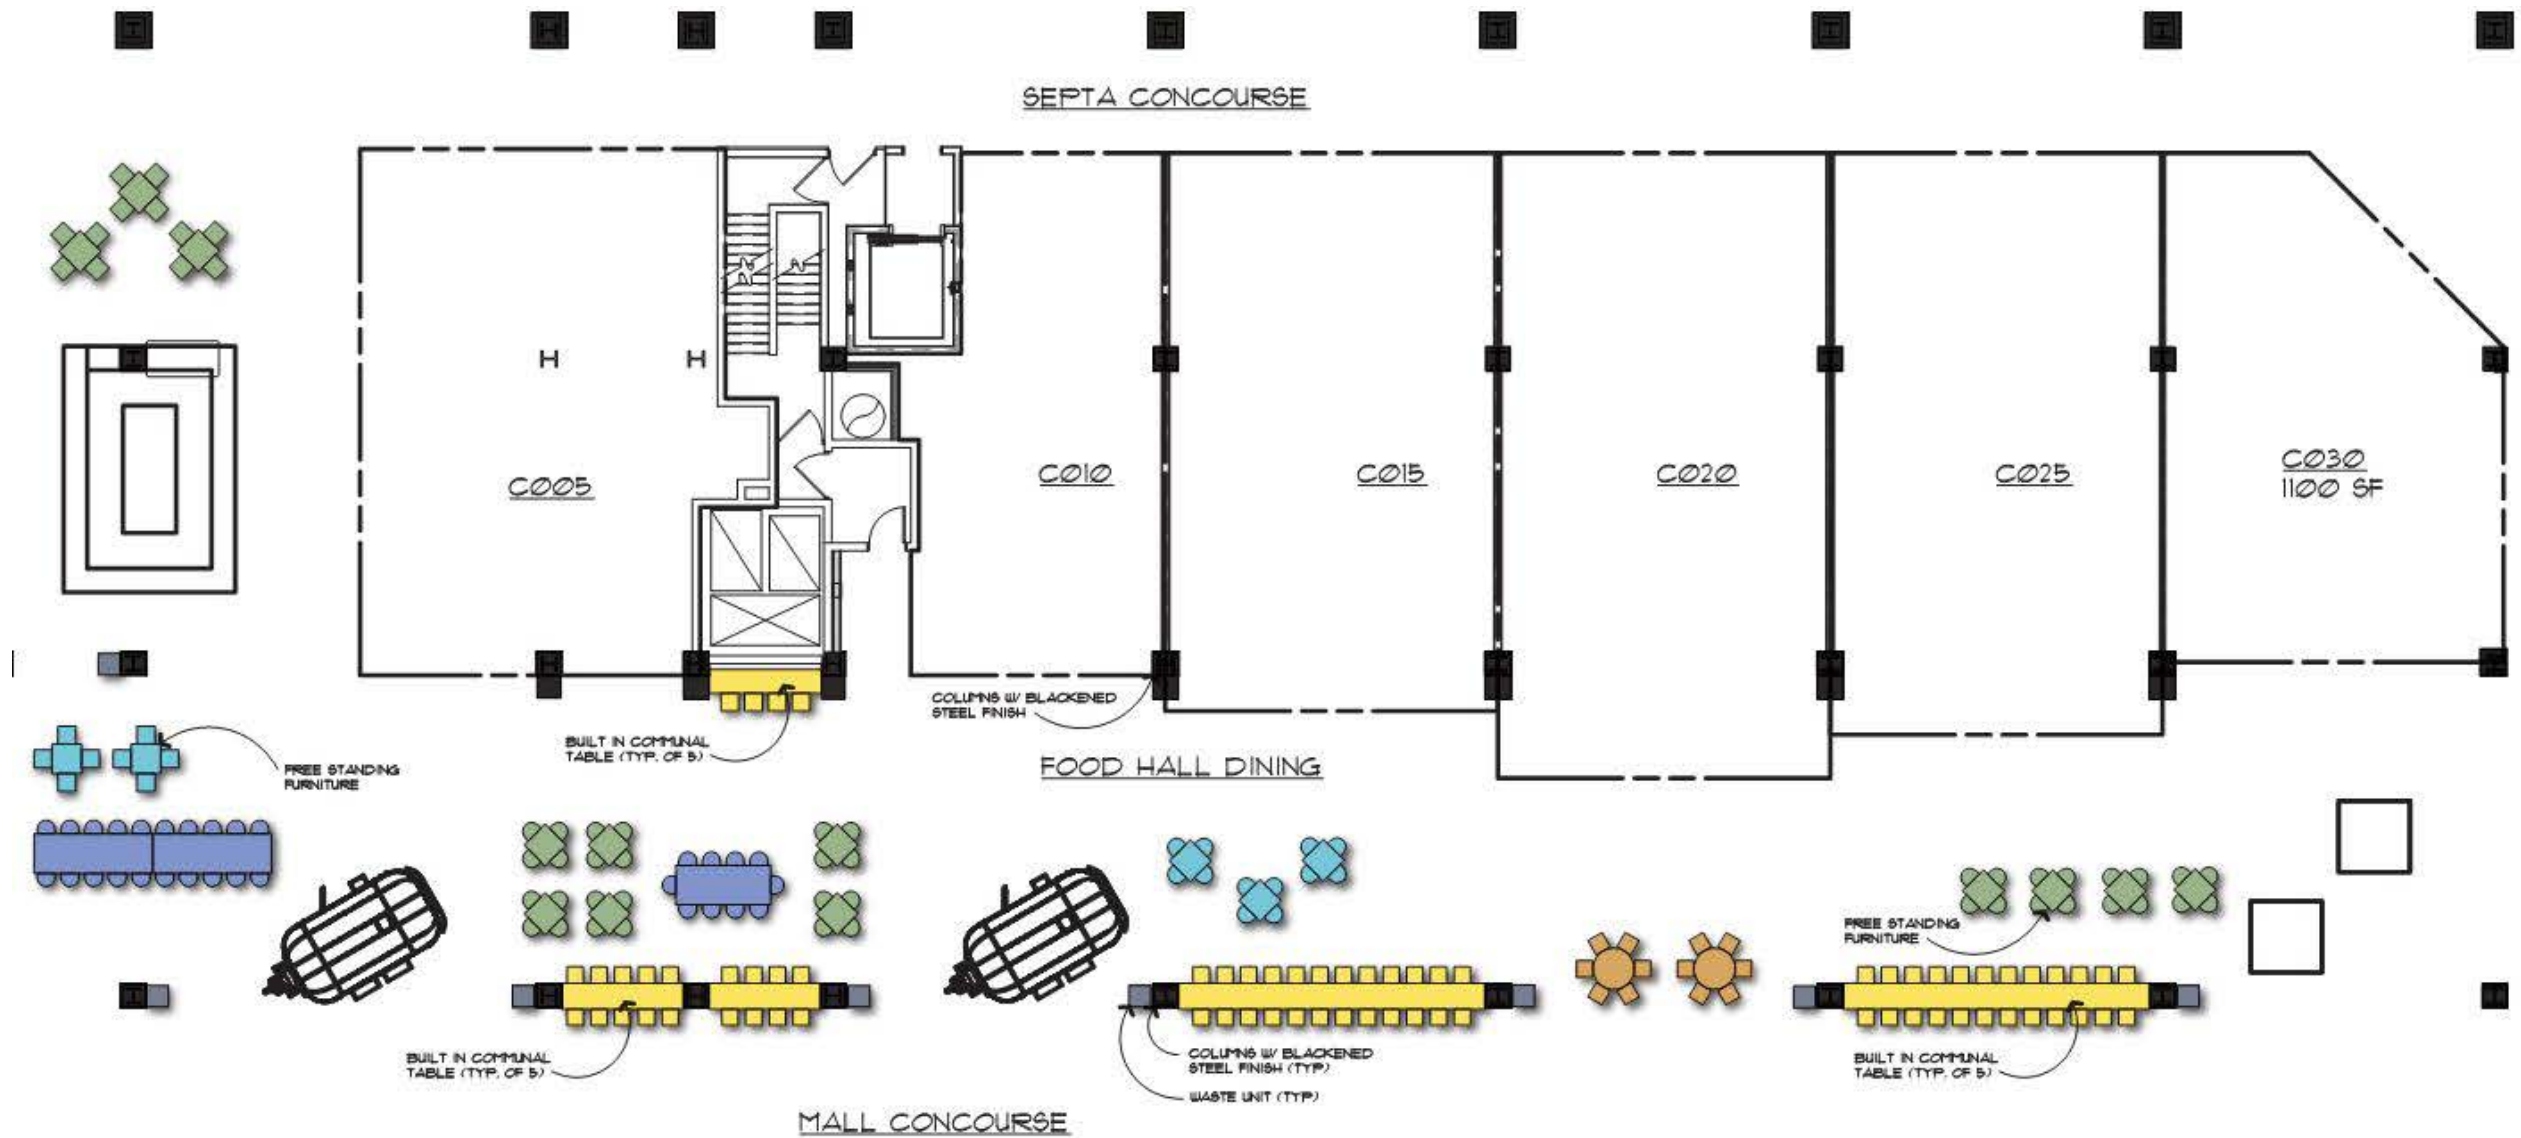 SEPTA CONCOURSE
C005
C010
C015
C020
C025
C030
1100 SF
COLUMNS W/ BLACKENED
STEEL FINISH
BUILT IN COMMUNAL
TABLE (TYP. OF 5)
FOOD HALL DINING
FREE STANDING
FURNITURE
FREE STANDING
FURNITURE
BUILT IN COMMUNAL
TABLE (TYP. OF 5)
COLUMNS W/ BLACKENED
STEEL FINISH (TYP)
WASTE UNIT (TYP)
BUILT IN COMMUNAL
TABLE (TYP. OF 5)
MALL CONCOURSE